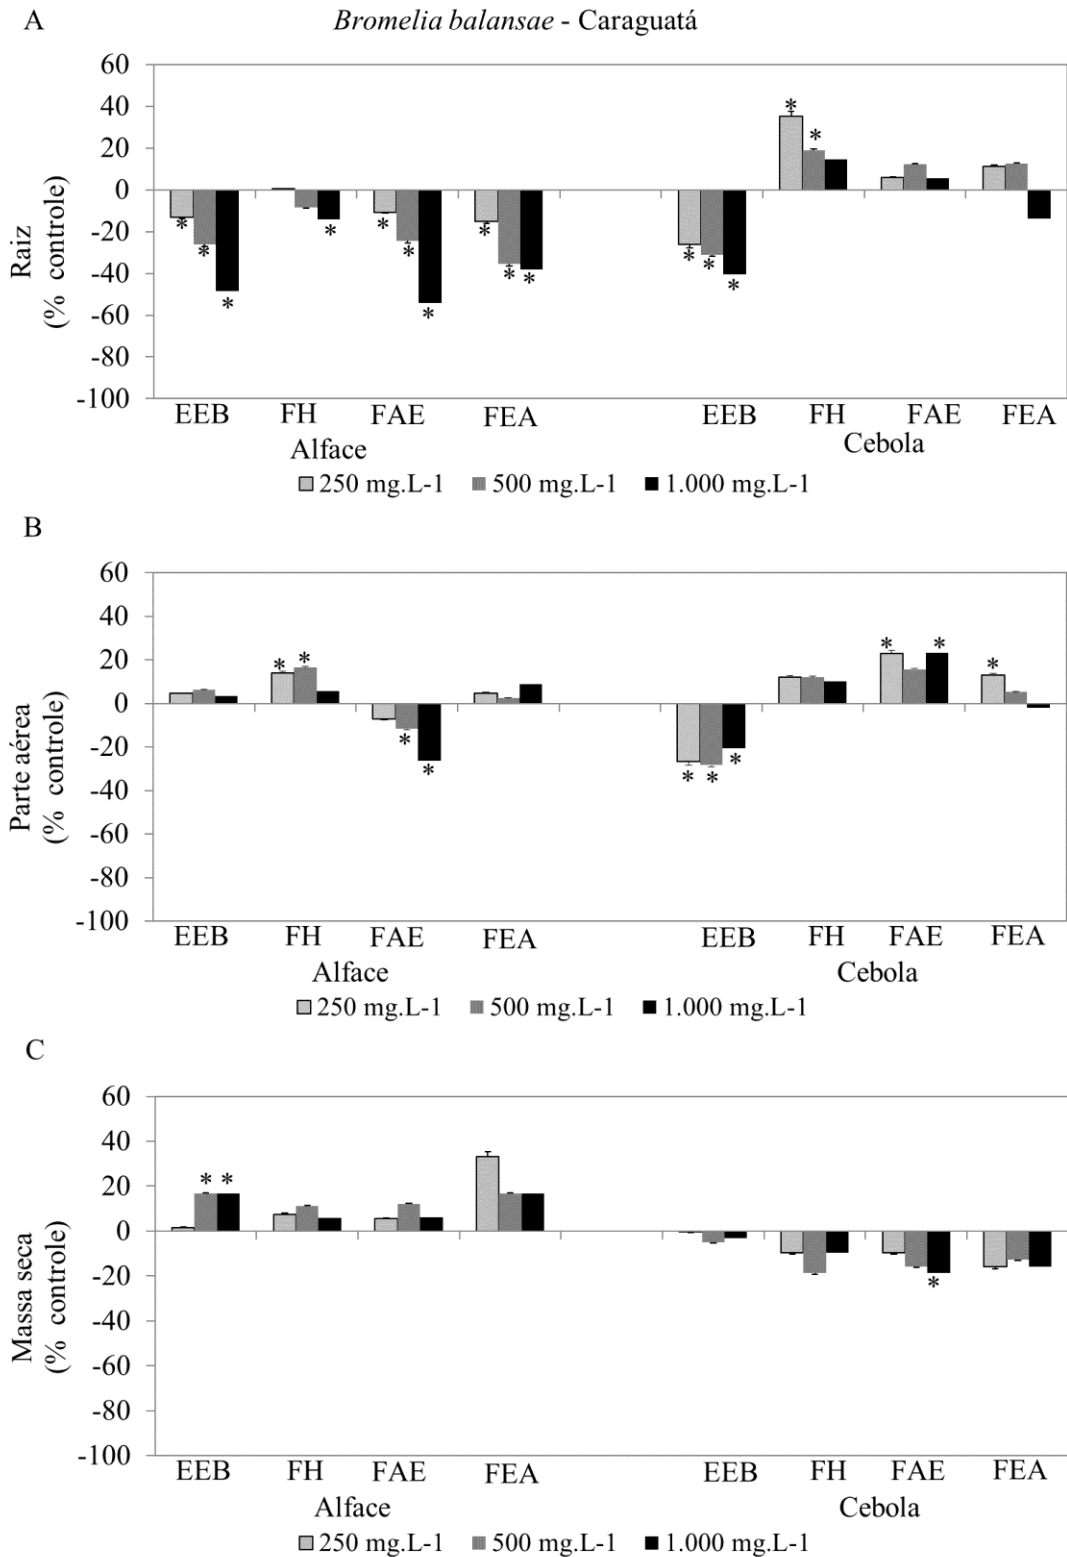 A
Bromelia balansae - Caraguatá
60
40
20
0
-20
-40
-60
-80
-100
Raiz
(% controle)
* * * * * * * * * * * * * * * 
EEB FH FAE FEA EEB FH FAE FEA
Alface Cebola
250 mg.L-1 500 mg.L-1 1.000 mg.L-1
B
60
40
20
0
-20
-40
-60
-80
-100
Parte aérea
(% controle)
* * * * * * * * * *
EEB FH FAE FEA EEB FH FAE FEA
Alface Cebola
250 mg.L-1 500 mg.L-1 1.000 mg.L-1
C
60
40
20
0
-20
-40
-60
-80
-100
Massa seca
(% controle)
* * *
EEB FH FAE FEA EEB FH FAE FEA
Alface Cebola
250 mg.L-1 500 mg.L-1 1.000 mg.L-1